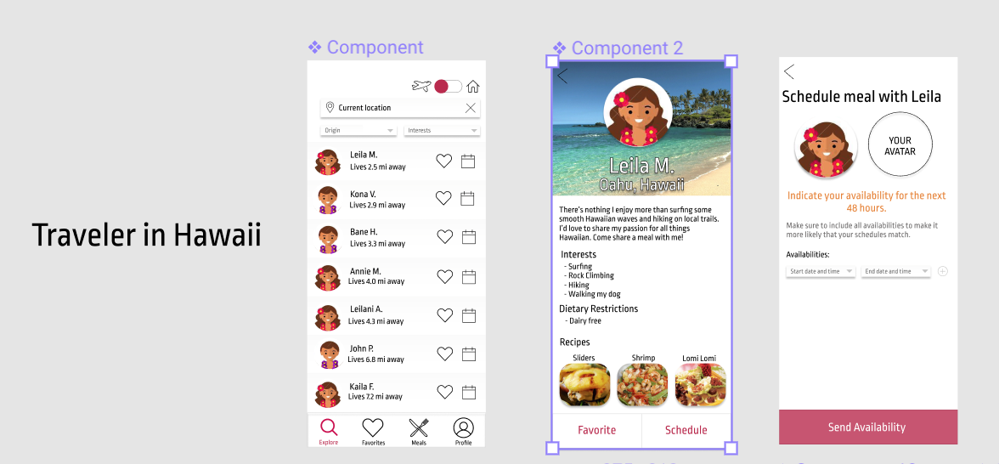 Component
Component 2
Traveler in Hawaii
Current location
Origin
Interests
Leila M.
Lives 2.5 mi away
Kona V.
Lives 2.9 mi away
Bane H.
Lives 3.3 mi away
Annie M.
Lives 4.0 mi away
Leilani A.
Lives 4.3 mi away
John P.
Lives 6.8 mi away
Kaila F.
Lives 7.2 mi away
Explore
Favorites
Meals
Profile
Leila M.
Oahu, Hawaii
There's nothing I enjoy more than surfing some
smooth Hawaiian waves and hiking on local trails.
I'd love to share my passion for all things
Hawaiian. Come share a meal with me!
Interests
- Surfing
- Rock Climbing
- Hiking
- Walking my dog
Dietary Restrictions
- Dairy free
Recipes
Sliders
Shrimp
Lomi Lomi
Favorite
Schedule
Schedule meal with Leila
YOUR
AVATAR
Indicate your availability for the next
48 hours.
Make sure to include all availabilities to make it
more likely that your schedules match.
Availabilities:
Start date and time
End date and time
Send Availability